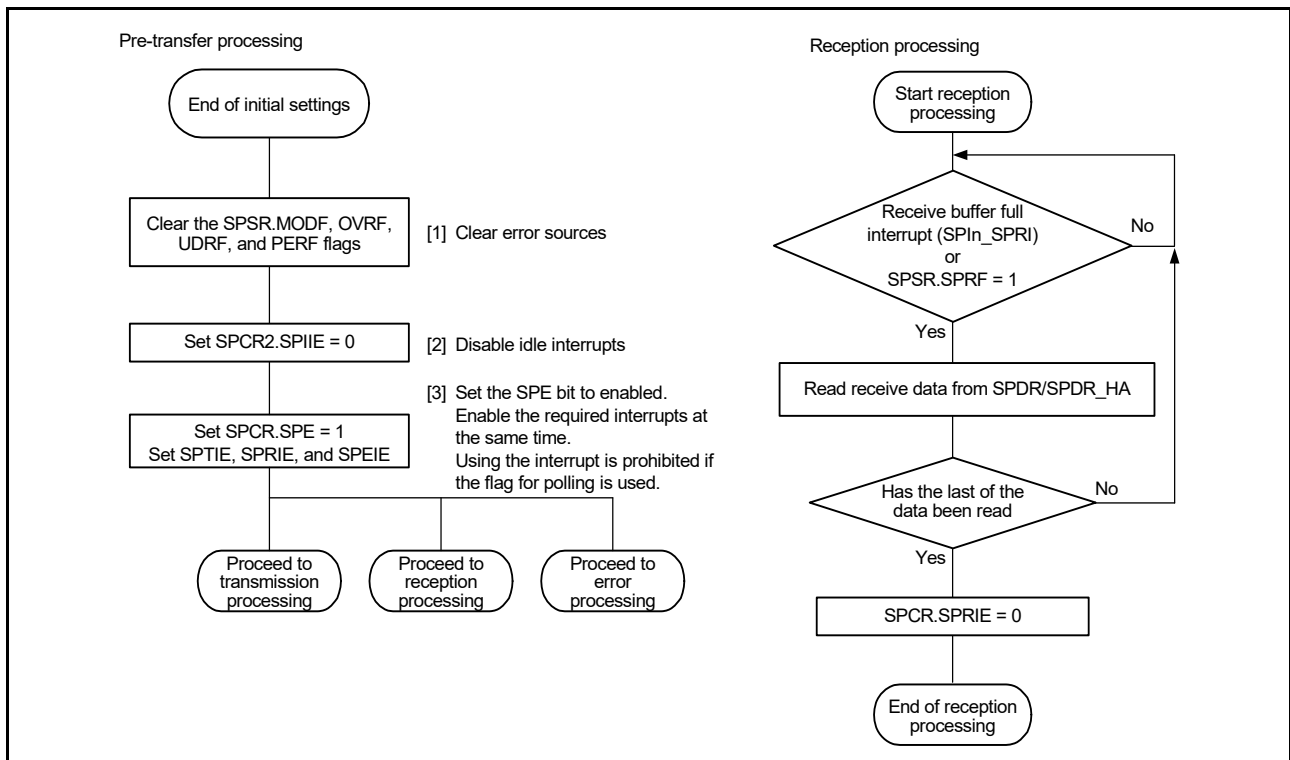 Pre-transfer processing
End of initial settings
Clear the SPSR.MODF, OVRF,
UDRF, and PERF flags
[1] Clear error sources
Set SPCR2.SPIIE = 0
[2] Disable idle interrupts
Set SPCR.SPE = 1
Set SPTIE, SPRIE, and SPEIE
[3] Set the SPE bit to enabled.
Enable the required interrupts at
the same time.
Using the interrupt is prohibited if
the flag for polling is used.
Proceed to
transmission
processing
Proceed to
reception
processing
Proceed to
error
processing
Reception processing
Start reception
processing
Receive buffer full
interrupt (SPIn_SPRI)
or
SPSR.SPRF = 1
No
Yes
Read receive data from SPDR/SPDR_HA
Has the last of the
data been read
No
Yes
SPCR.SPRIE = 0
End of reception
processing